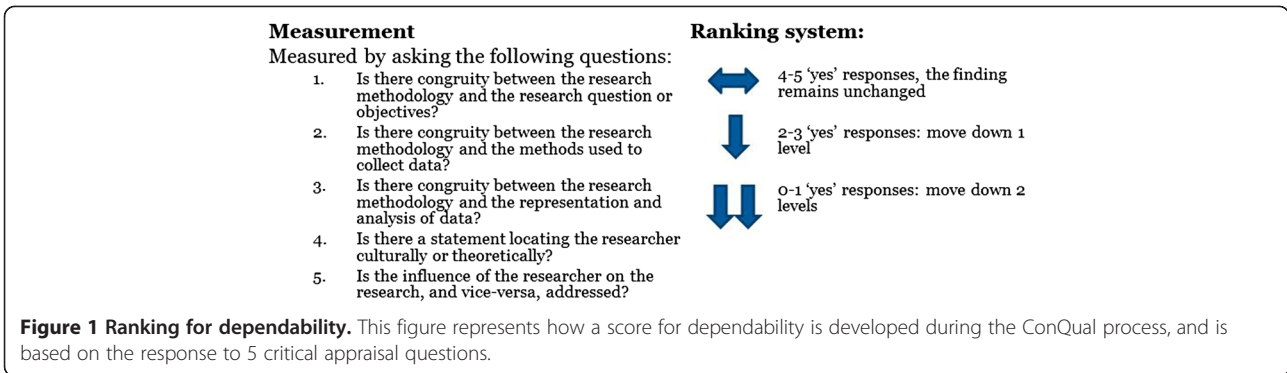 Measurement
Measured by asking the following questions:
1. Is there congruity between the research
methodology and the research question or
objectives?
2. Is there congruity between the research
methodology and the methods used to
collect data?
3. Is there congruity between the research
methodology and the representation and
analysis of data?
4. Is there a statement locating the researcher
culturally or theoretically?
5. Is the influence of the researcher on the
research, and vice-versa, addressed?
Ranking system:
4-5 ‘yes’ responses, the finding
remains unchanged
2-3 ‘yes’ responses: move down 1
level
0-1 ‘yes’ responses: move down 2
levels
Figure 1 Ranking for dependability. This figure represents how a score for dependability is developed during the ConQual process, and is
based on the response to 5 critical appraisal questions.